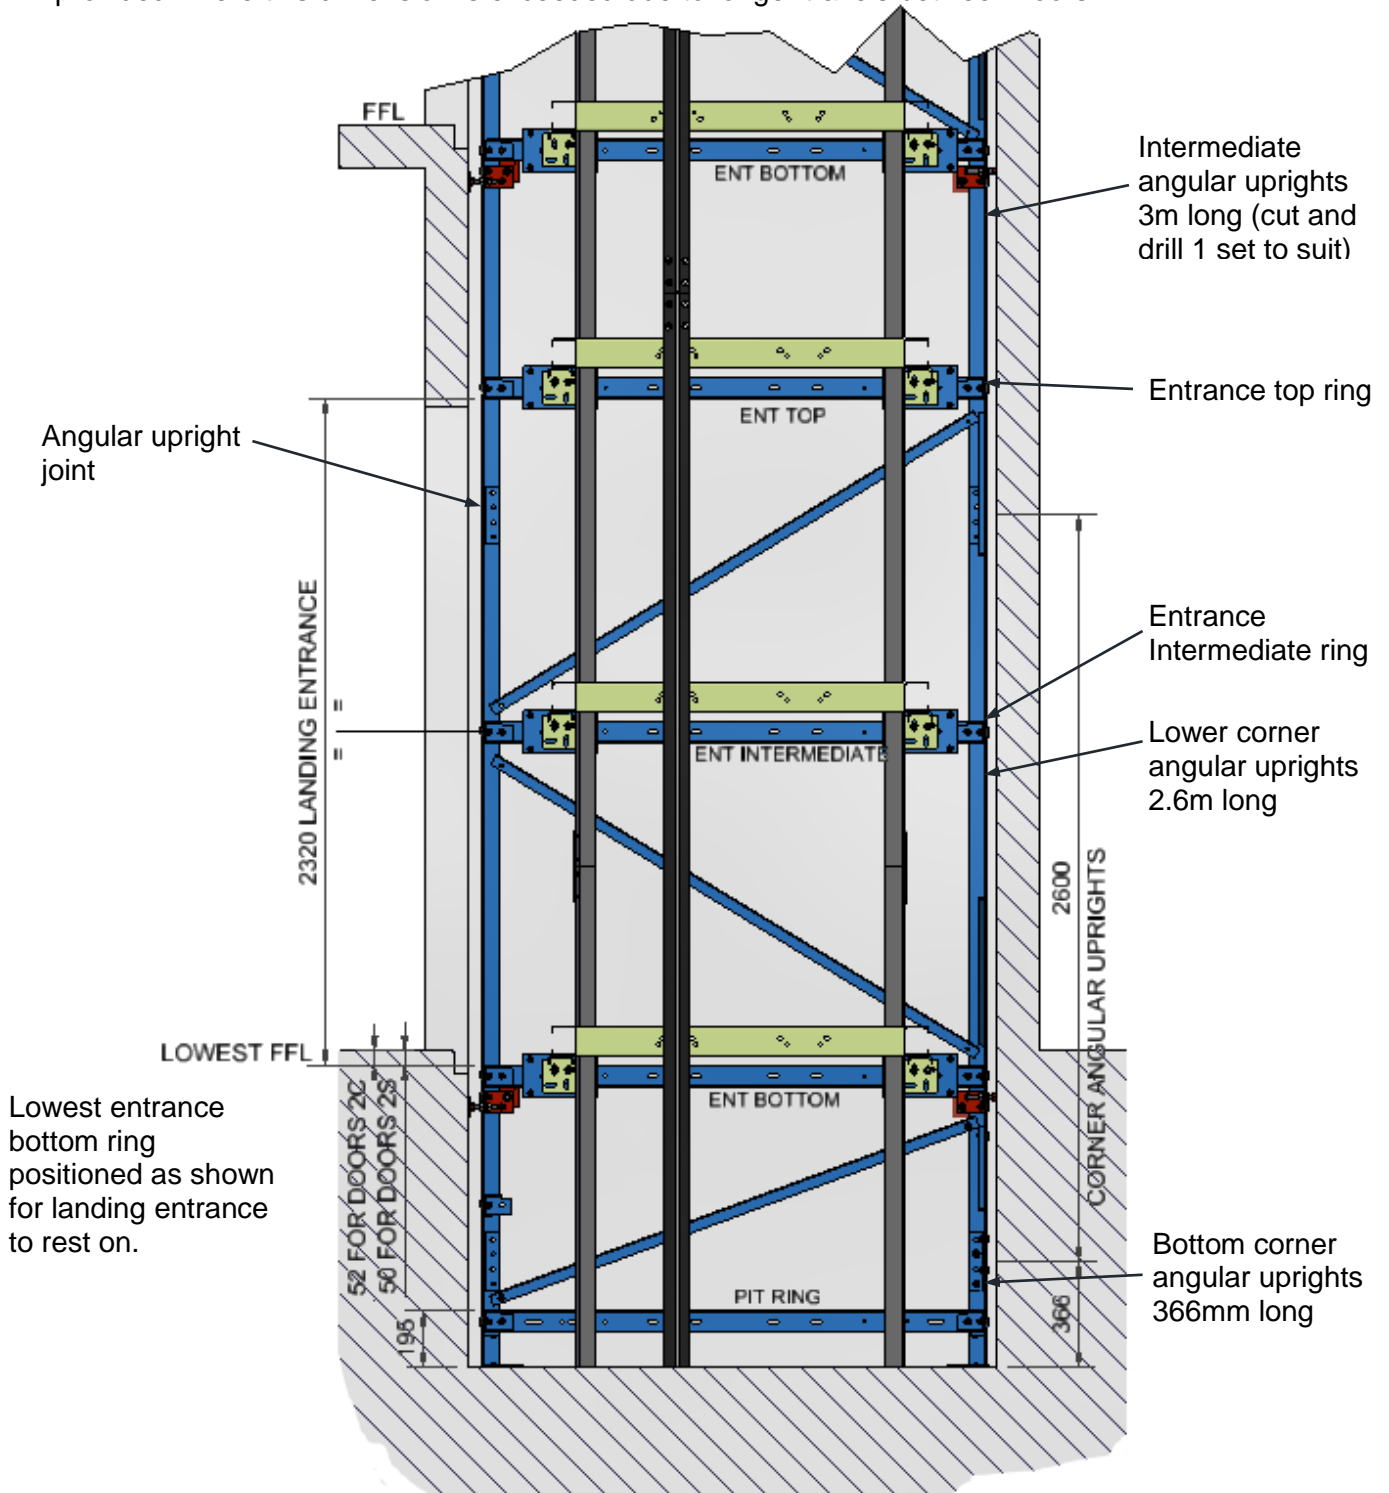 FFL
ENT BOTTOM
Intermediate
angular uprights
3m long (cut and
drill 1 set to suit)
Entrance top ring
ENT TOP
Angular upright
joint
2320 LANDING ENTRANCE
=
=
Entrance
Intermediate ring
ENT INTERMEDIATE
Lower corner
angular uprights
2.6m long
2600
CORNER ANGULAR UPRIGHTS
LOWEST FFL
ENT BOTTOM
52 FOR DOORS 2C
50 FOR DOORS 2S
Lowest entrance
bottom ring
positioned as shown
for landing entrance
to rest on.
PIT RING
195
366
Bottom corner
angular uprights
366mm long